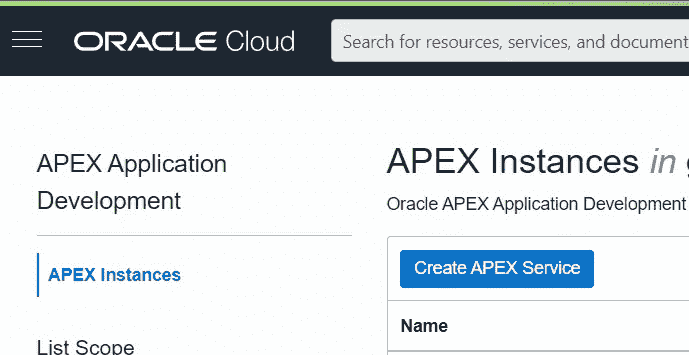 ORACLE Cloud
Search for resources, services, and document
APEX Application
Development
APEX Instances
List Scope
APEX Instances in
Oracle APEX Application Development
Create APEX Service
Name